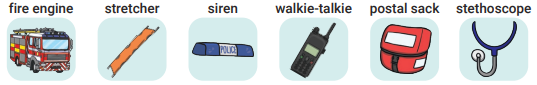 fire engine stretcher siren walkie-talkie postal sack stethoscope
POLICE